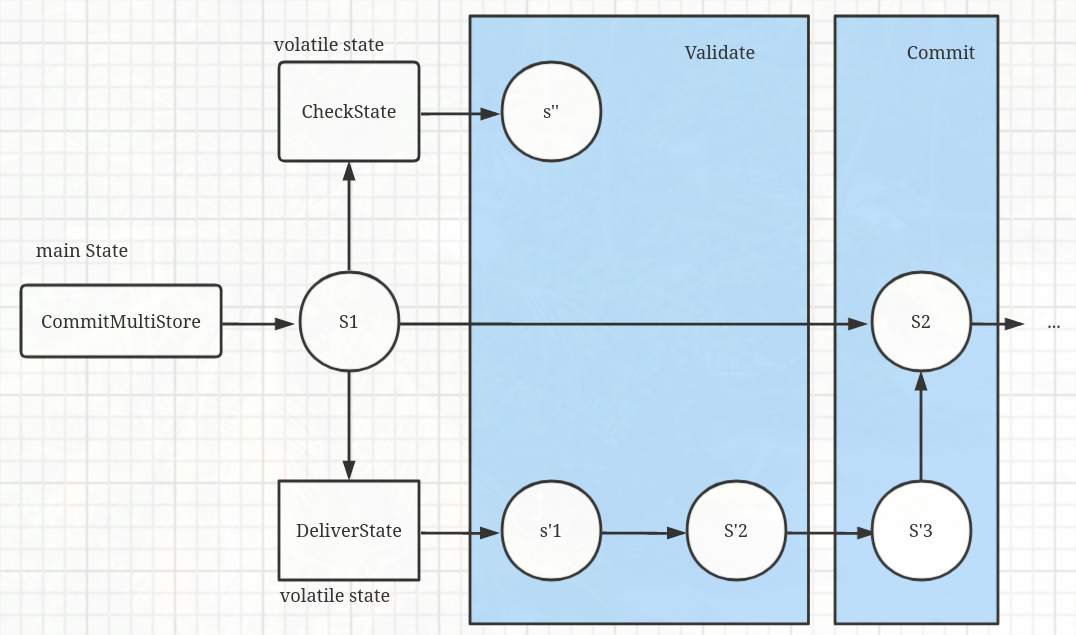 volatile state
Validate
Commit
CheckState
s''
main State
CommitMultiStore
S1
S2
...
DeliverState
s'1
S'2
S'3
volatile state